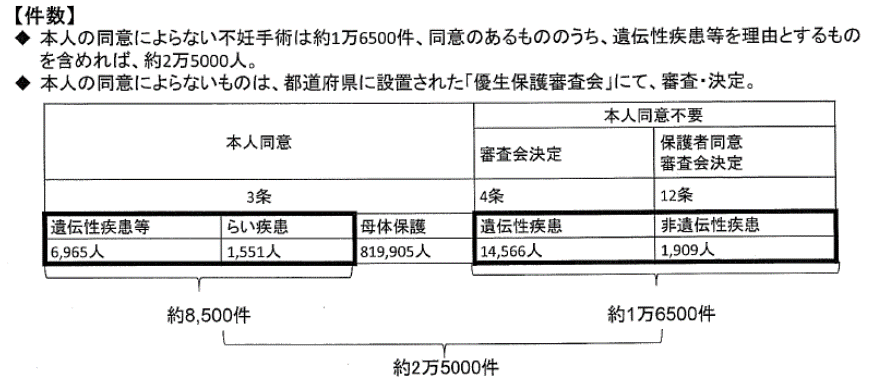 【件数】
◆ 本人の同意によらない不妊手術は約1万6500件、同意のあるもののうち、遺伝性疾患等を理由とするもの
を含めれば、約2万5000人。
◆ 本人の同意によらないものは、都道府県に設置された「優生保護審査会」にて、審査・決定。
本人同意 本人同意不要
審査会決定 保護者同意
審査会決定
3条 4条 12条
遺伝性疾患等 らい疾患 母体保護 遺伝性疾患 非遺伝性疾患
6,965人 1,551人 819,905人 14,566人 1,909人
約8,500件 約1万6500件
約2万5000件